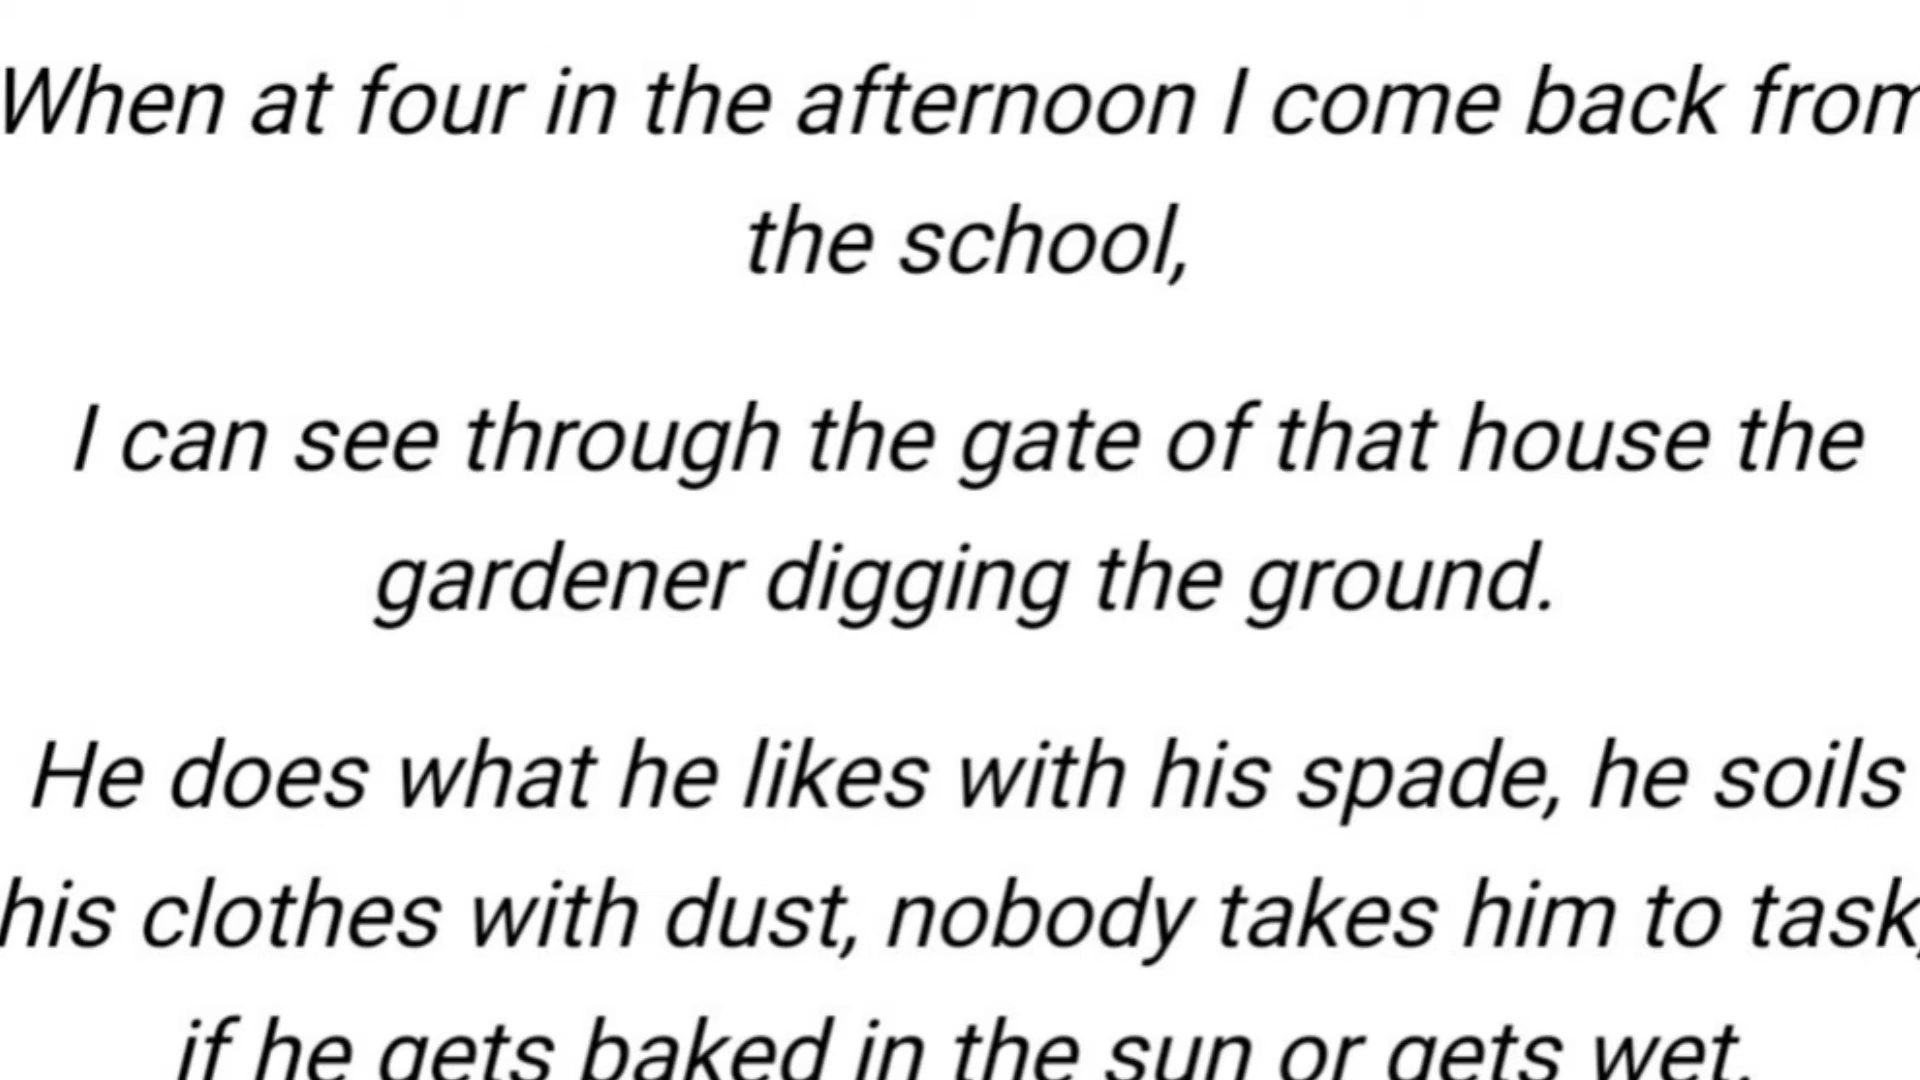 When at four in the afternoon I come back from
the school,
I can see through the gate of that house the
gardener digging the ground.
He does what he likes with his spade, he soils
his clothes with dust, nobody takes him to task,
if he gets baked in the sun or gets wet.